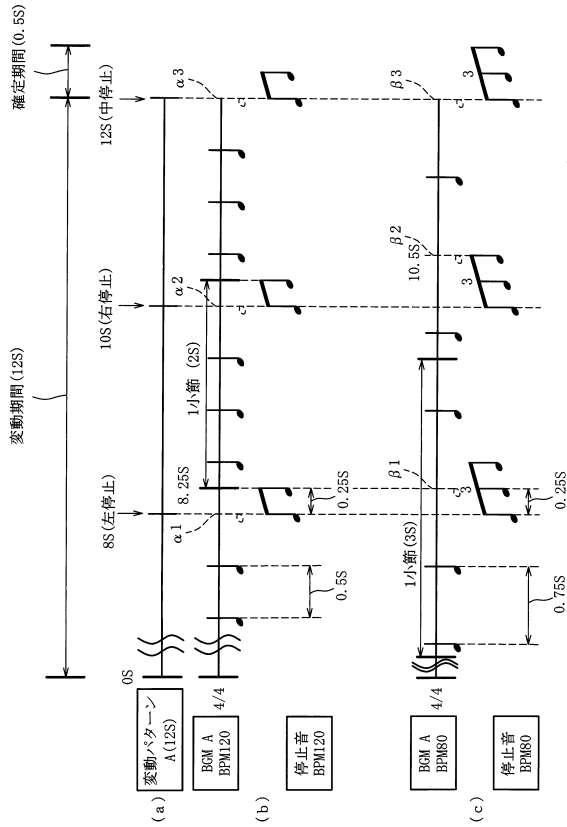 変動期間(12S)
確定期間(0.5S)
0S
8S(左停止)
10S(右停止)
12S(中停止)
(a)
変動パターン
A(12S)
(b)
BGM A
BPM120
4/4
α1
8.25S
1小節(2S)
α2
α3
停止音
BPM120
0.5S
0.25S
(c)
BGM A
BPM80
4/4
1小節(3S)
β1
10.5S
β2
β3
停止音
BPM80
3
3
3
0.75S
0.25S